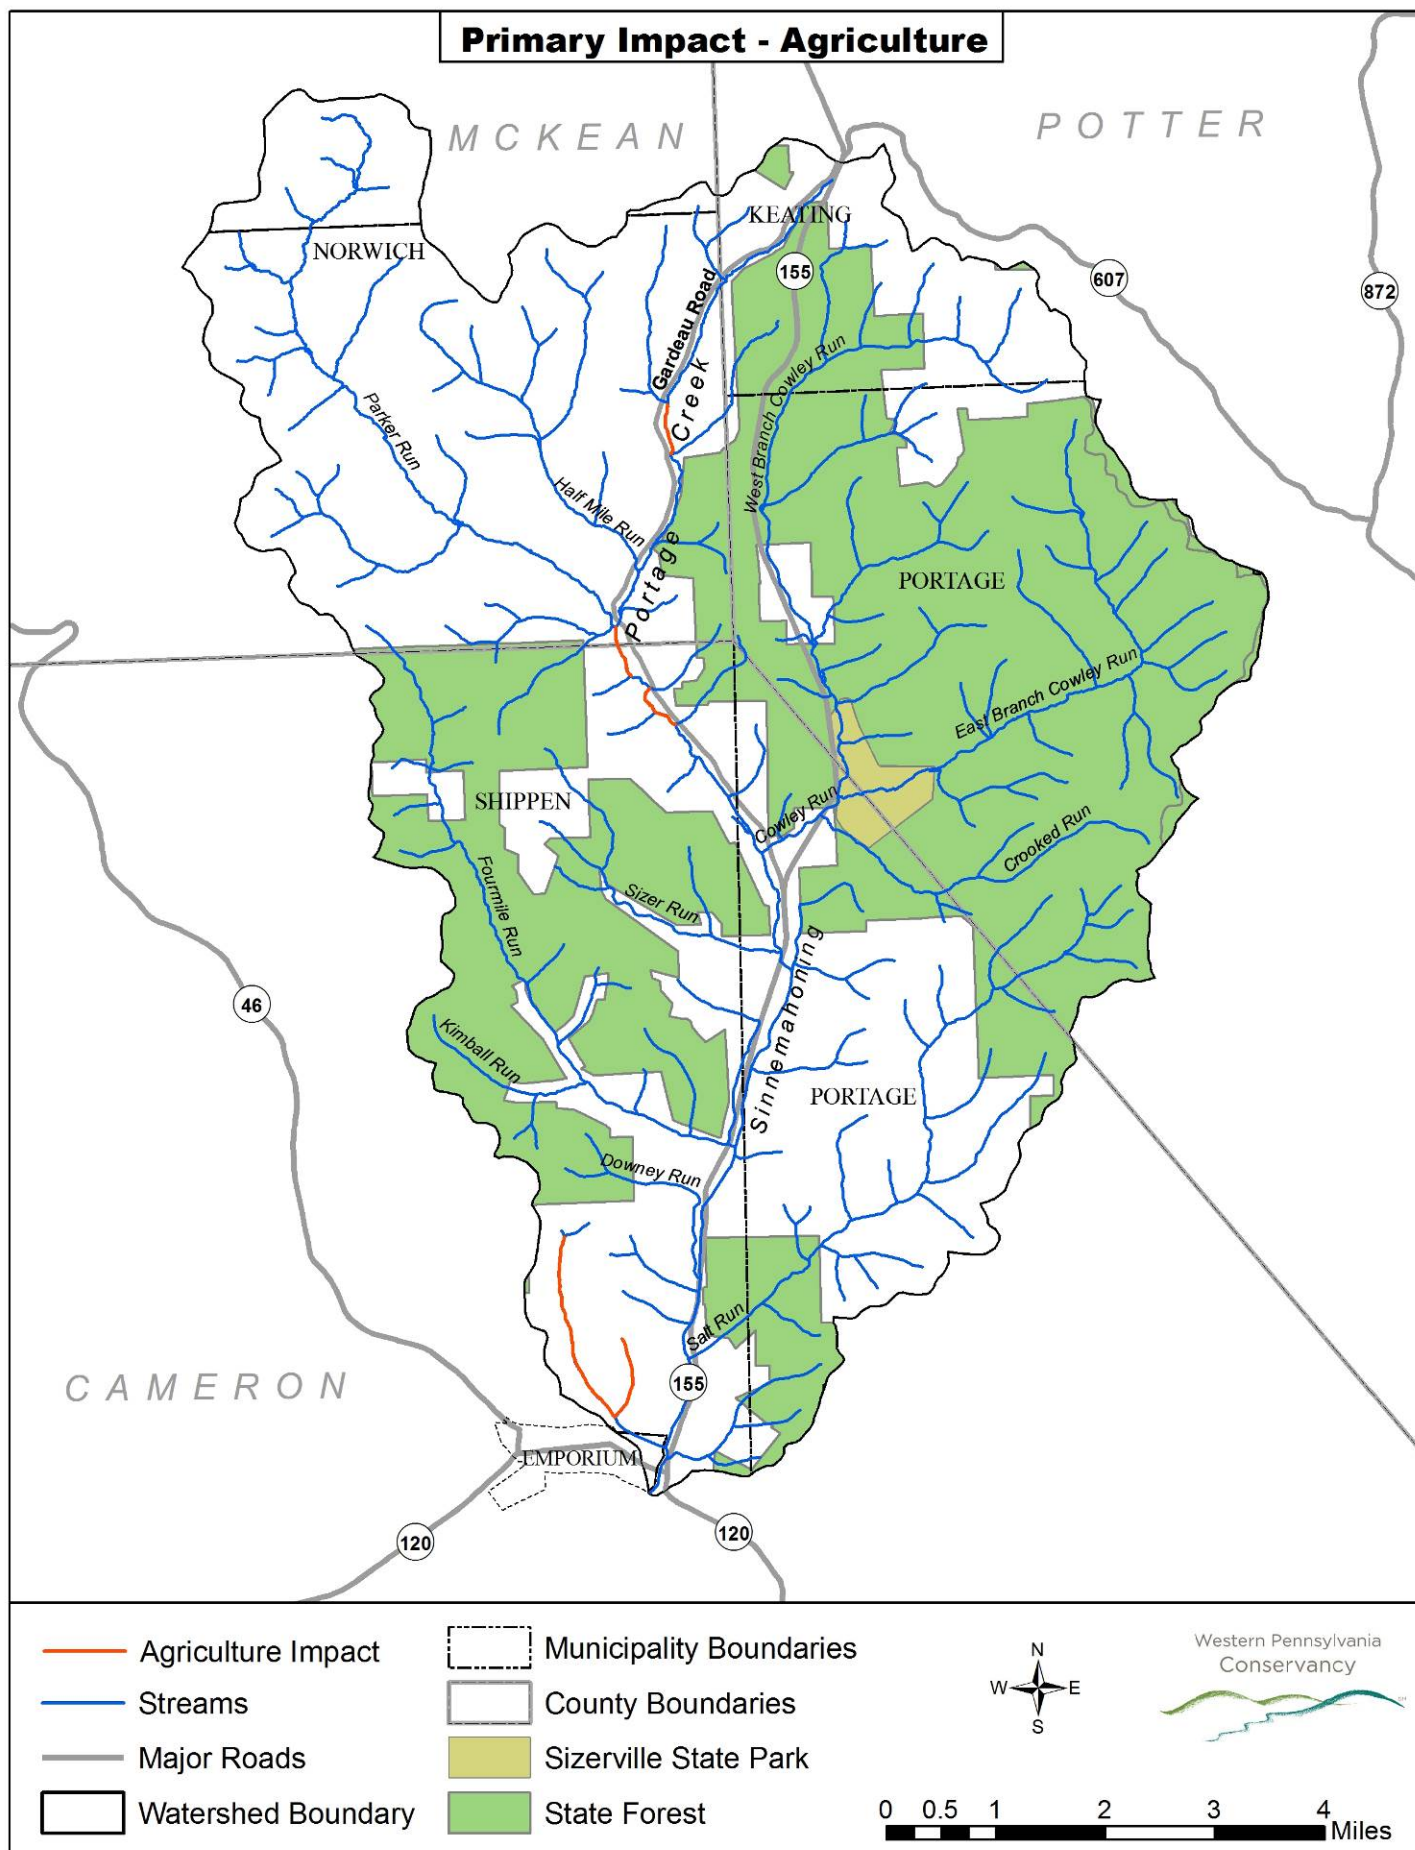 Primary Impact - Agriculture
MCKEAN
POTTER
KEATING
NORWICH
155
607
872
Gardeau Road
Creek
West Branch Cowley Run
Parker Run
Half Mile Run
Portage
PORTAGE
East Branch Cowley Run
SHIPPEN
Cowley Run
Crooked Run
Fourmile Run
Sizer Run
Sinnemahoning
46
Kimball Run
PORTAGE
Downey Run
Salt Run
CAMERON
155
EMPORIUM
120
120
Agriculture Impact
Streams
Major Roads
Watershed Boundary
Municipality Boundaries
County Boundaries
Sizerville State Park
State Forest
N
W E
S
Western Pennsylvania
Conservancy
0 0.5 1 2 3 4
Miles